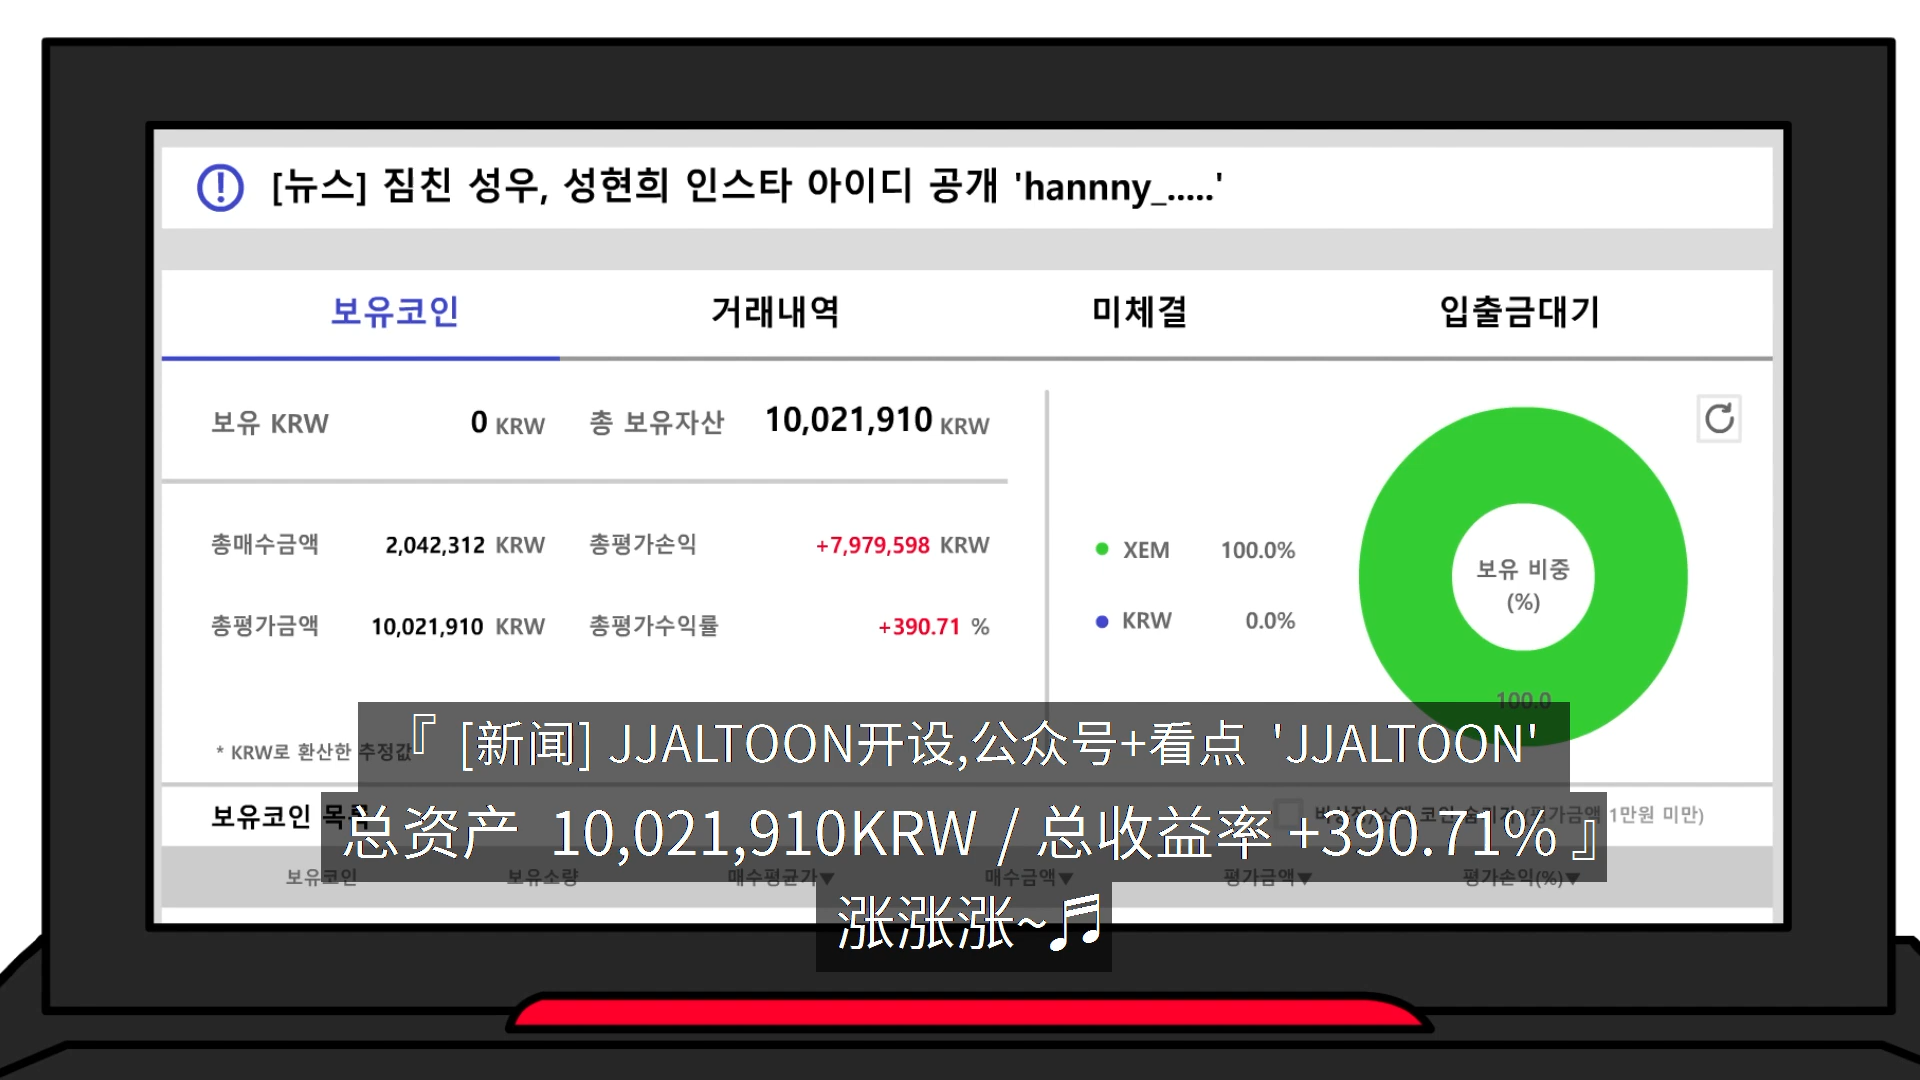 [뉴스] 짐친 성우, 성현희 인스타 아이디 공개 'hannny_.....'
보유코인 거래내역 미체결 입출금대기
보유 KRW 0 KRW 총 보유자산 10,021,910 KRW
총매수금액 2,042,312 KRW 총평가손익 +7,979,598 KRW
XEM 100.0%
보유 비중
(%)
총평가금액 10,021,910 KRW 총평가수익률 +390.71 %
KRW 0.0%
100.0
* KRW로 환산한 추정값
『 [新闻] JJALTOON开设,公众号+看点 'JJALTOON'
보유코인 목록
(평가금액 1만원 미만)
总资产 10,021,910KRW / 总收益率 +390.71% 』
보유코인 보유소량 매수평균가▼ 매수금액▼ 평가금액▼ 평가손익(%)▼
涨涨涨~♬